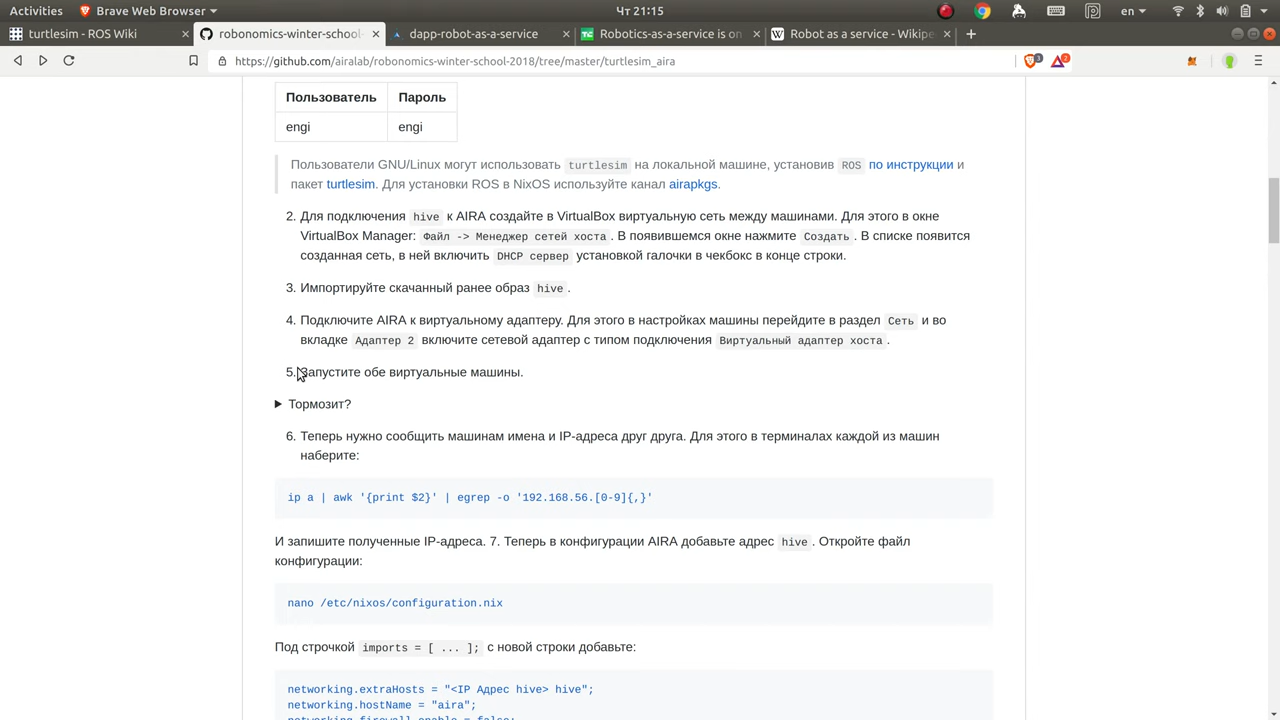 Activities Brave Web Browser Чт 21:15 en
turtlesim - ROS Wiki robonomics-winter-school- dapp-robot-as-a-service Robotics-as-a-service is on Robot as a service - Wikipe
https://github.com/airalab/robonomics-winter-school-2018/tree/master/turtlesim_aira 3 2
Пользователь Пароль
engi engi
Пользователи GNU/Linux могут использовать turtlesim на локальной машине, установив ROS по инструкции и
пакет turtlesim. Для установки ROS в NixOS используйте канал airapkgs.
2. Для подключения hive к AIRA создайте в VirtualBox виртуальную сеть между машинами. Для этого в окне
VirtualBox Manager: Файл -> Менеджер сетей хоста. В появившемся окне нажмите Создать. В списке появится
созданная сеть, в ней включить DHCP сервер установкой галочки в чекбокс в конце строки.
3. Импортируйте скачанный ранее образ hive.
4. Подключите AIRA к виртуальному адаптеру. Для этого в настройках машины перейдите в раздел Сеть и во
вкладке Адаптер 2 включите сетевой адаптер с типом подключения Виртуальный адаптер хоста.
5. Запустите обе виртуальные машины.
Тормозит?
6. Теперь нужно сообщить машинам имена и IP-адреса друг друга. Для этого в терминалах каждой из машин
наберите:
ip a | awk '{print $2}' | egrep -o '192.168.56.[0-9]{,}'
И запишите полученные IP-адреса. 7. Теперь в конфигурации AIRA добавьте адрес hive. Откройте файл
конфигурации:
nano /etc/nixos/configuration.nix
Под строчкой imports = [ ... ]; с новой строки добавьте:
networking.extraHosts = "<IP Адрес hive> hive";
networking.hostName = "aira";
networking.firewall.enable = false;